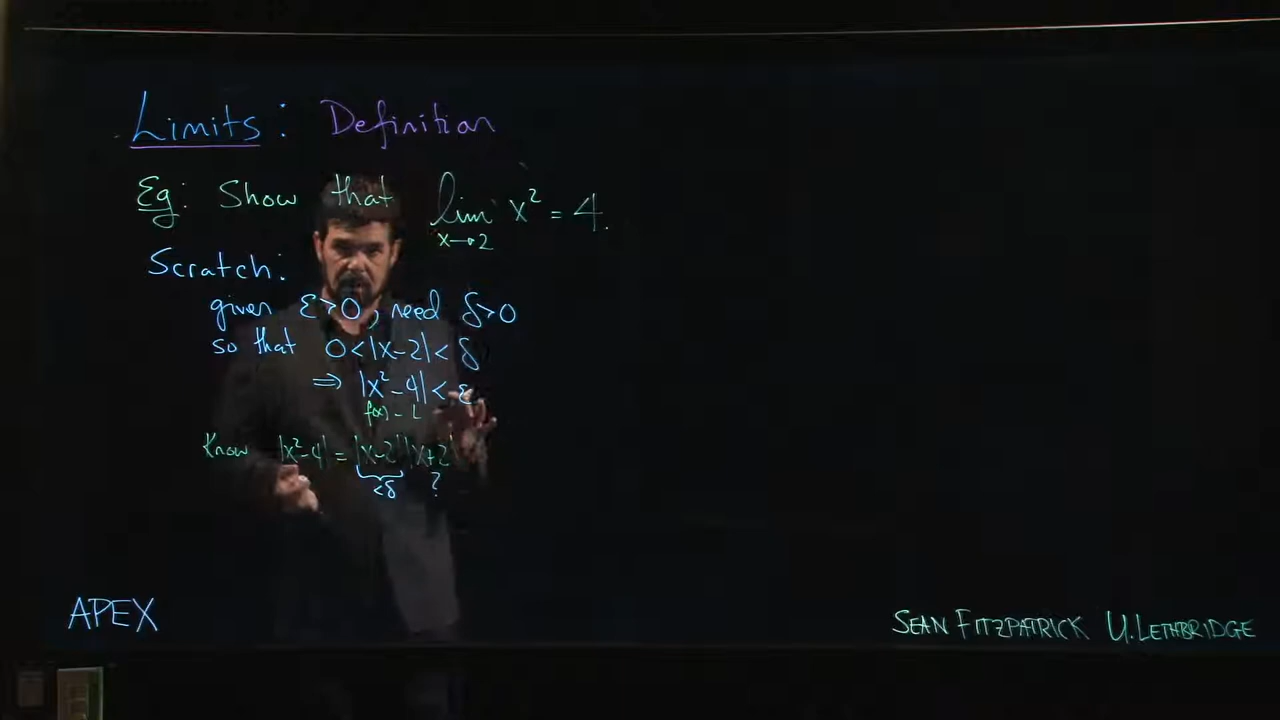 Limits: Definition
Eg: Show that lim x² = 4.
x→2
Scratch:
given ε>0, need δ>0
so that 0<|x-2|<δ
⇒ |x²-4|<ε
f(x) - L
Know |x²-4| = |x-2| |x+2|
<δ ?
APEX
SEAN FITZPATRICK U. LETHBRIDGE